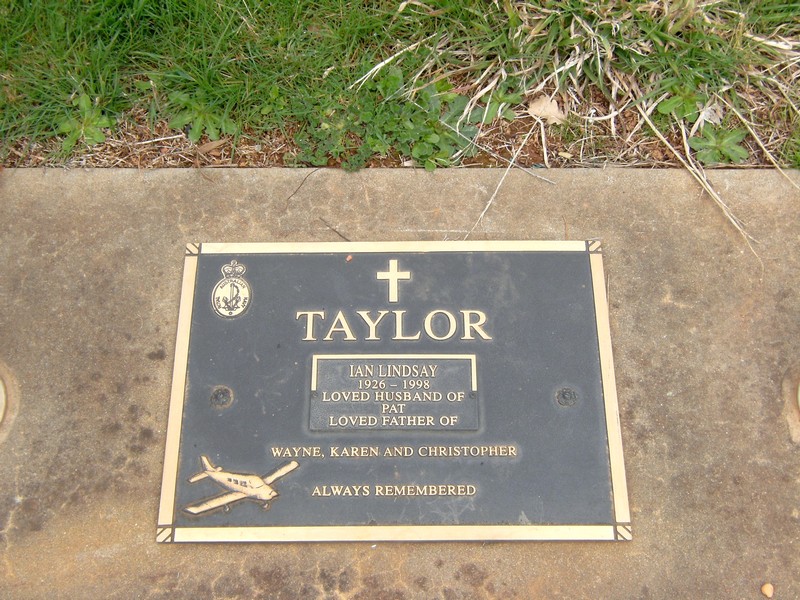 TAYLOR
IAN LINDSAY
1926 – 1998
LOVED HUSBAND OF
PAT
LOVED FATHER OF
WAYNE, KAREN AND CHRISTOPHER
ALWAYS REMEMBERED